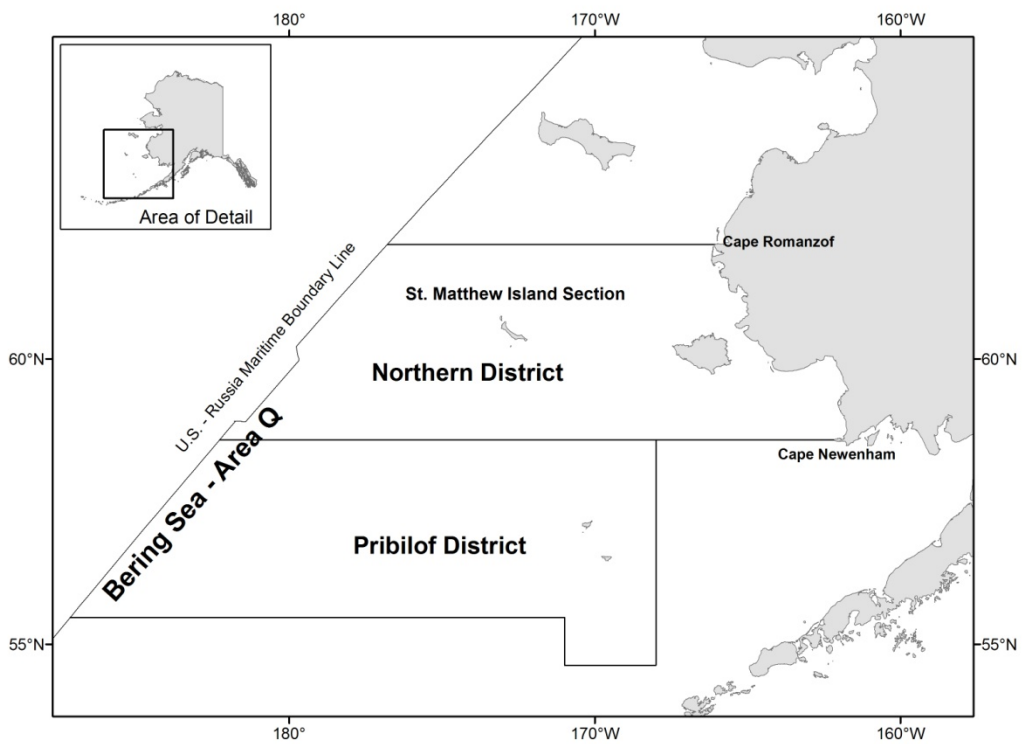 180°
170°W
160°W
Area of Detail
Cape Romanzof
U.S. - Russia Maritime Boundary Line
St. Matthew Island Section
60°N
60°N
Northern District
Bering Sea - Area Q
Cape Newenham
Pribilof District
55°N
55°N
180°
170°W
160°W